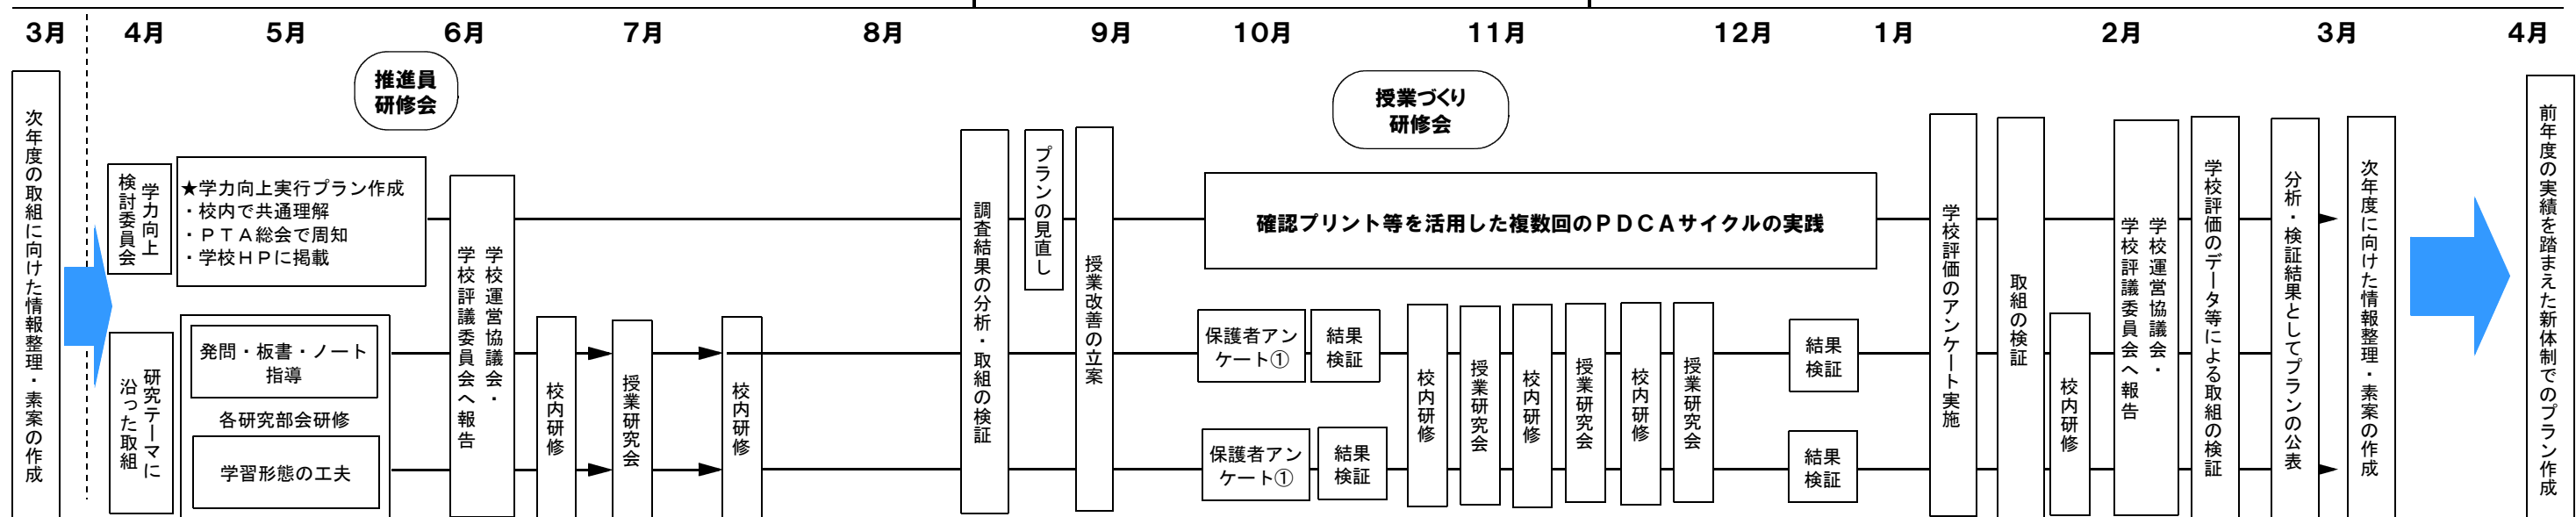 3月
4月
5月
6月
7月
8月
9月
10月
11月
12月
1月
2月
3月
4月
推進員
研修会
授業づくり
研修会
次年度の取組に向けた情報整理・素案の作成
学力向上
検討委員会
★学力向上実行プラン作成
・校内で共通理解
・ＰＴＡ総会で周知
・学校ＨＰに掲載
研究テーマに
沿った取組
発問・板書・ノート
指導
各研究部会研修
学習形態の工夫
学校運営協議会・
学校評議委員会へ報告
校内研修
授業研究会
校内研修
調査結果の分析・取組の検証
プランの見直し
授業改善の立案
確認プリント等を活用した複数回のＰＤＣＡサイクルの実践
保護者アン
ケート①
結果
検証
保護者アン
ケート①
結果
検証
校内研修
授業研究会
校内研修
授業研究会
校内研修
授業研究会
結果
検証
結果
検証
学校評価のアンケート実施
取組の検証
校内研修
学校運営協議会・
学校評議委員会へ報告
学校評価のデータ等による取組の検証
分析・検証結果としてプランの公表
次年度に向けた情報整理・素案の作成
前年度の実績を踏まえた新体制でのプラン作成